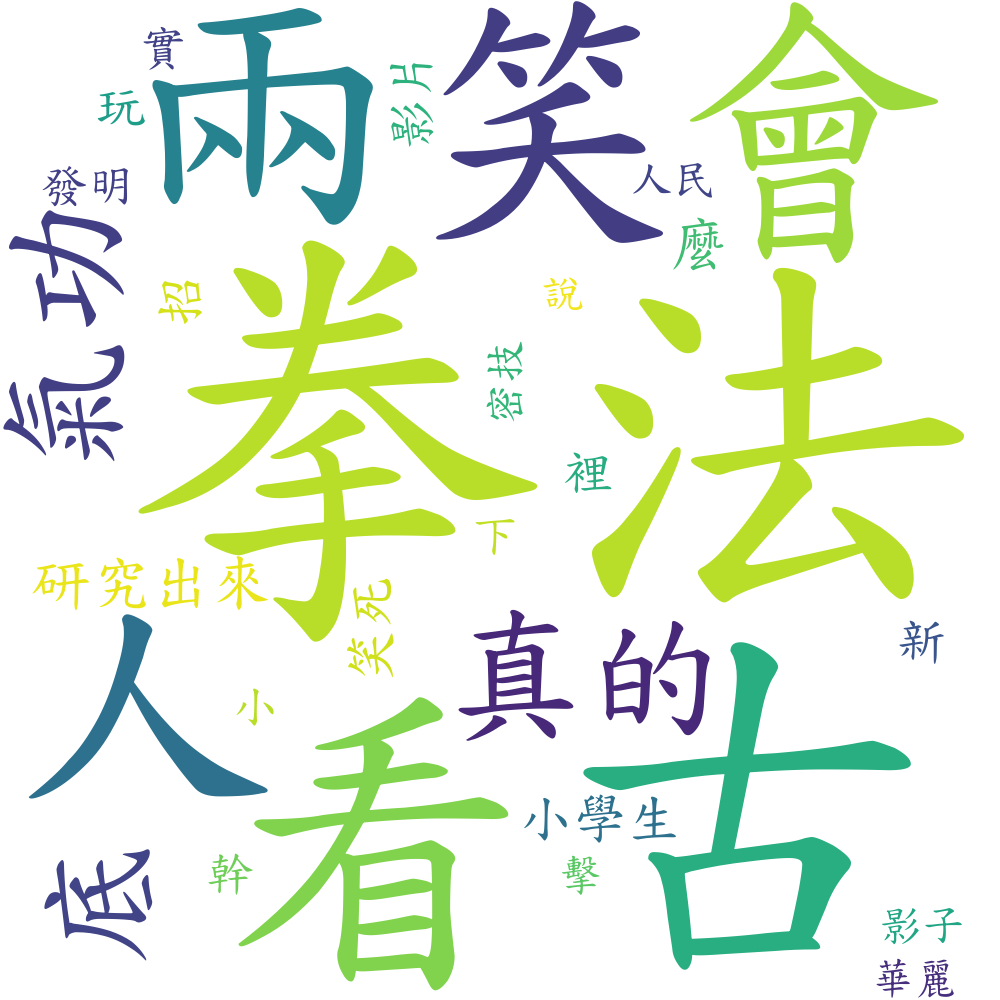 實
兩
笑
會
玩
影片
發明
人民
麼
氣功
招
說
拳
法
密技
裡
下
研究出來
笑死
人
真的
新
小
看
古
小學生
底
幹
擊
影子
華麗